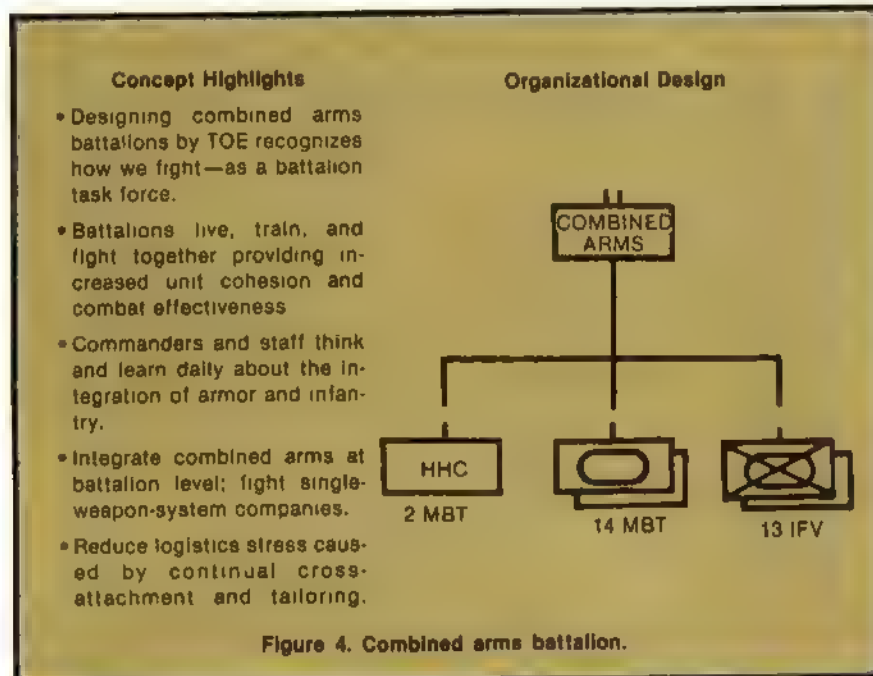 Concept Highlights
• Designing combined arms
battalions by TOE recognizes
how we fight—as a battalion
task force.
• Battalions live, train, and
fight together providing in-
creased unit cohesion and
combat effectiveness
• Commanders and staff think
and learn daily about the in-
tegration of armor and infan-
try.
• Integrate combined arms at
battalion level; fight single-
weapon-system companies.
• Reduce logistics stress caus-
ed by continual cross-
attachment and tailoring.
Organizational Design
COMBINED
ARMS
HHC
2 MBT
14 MBT
13 IFV
Figure 4. Combined arms battalion.